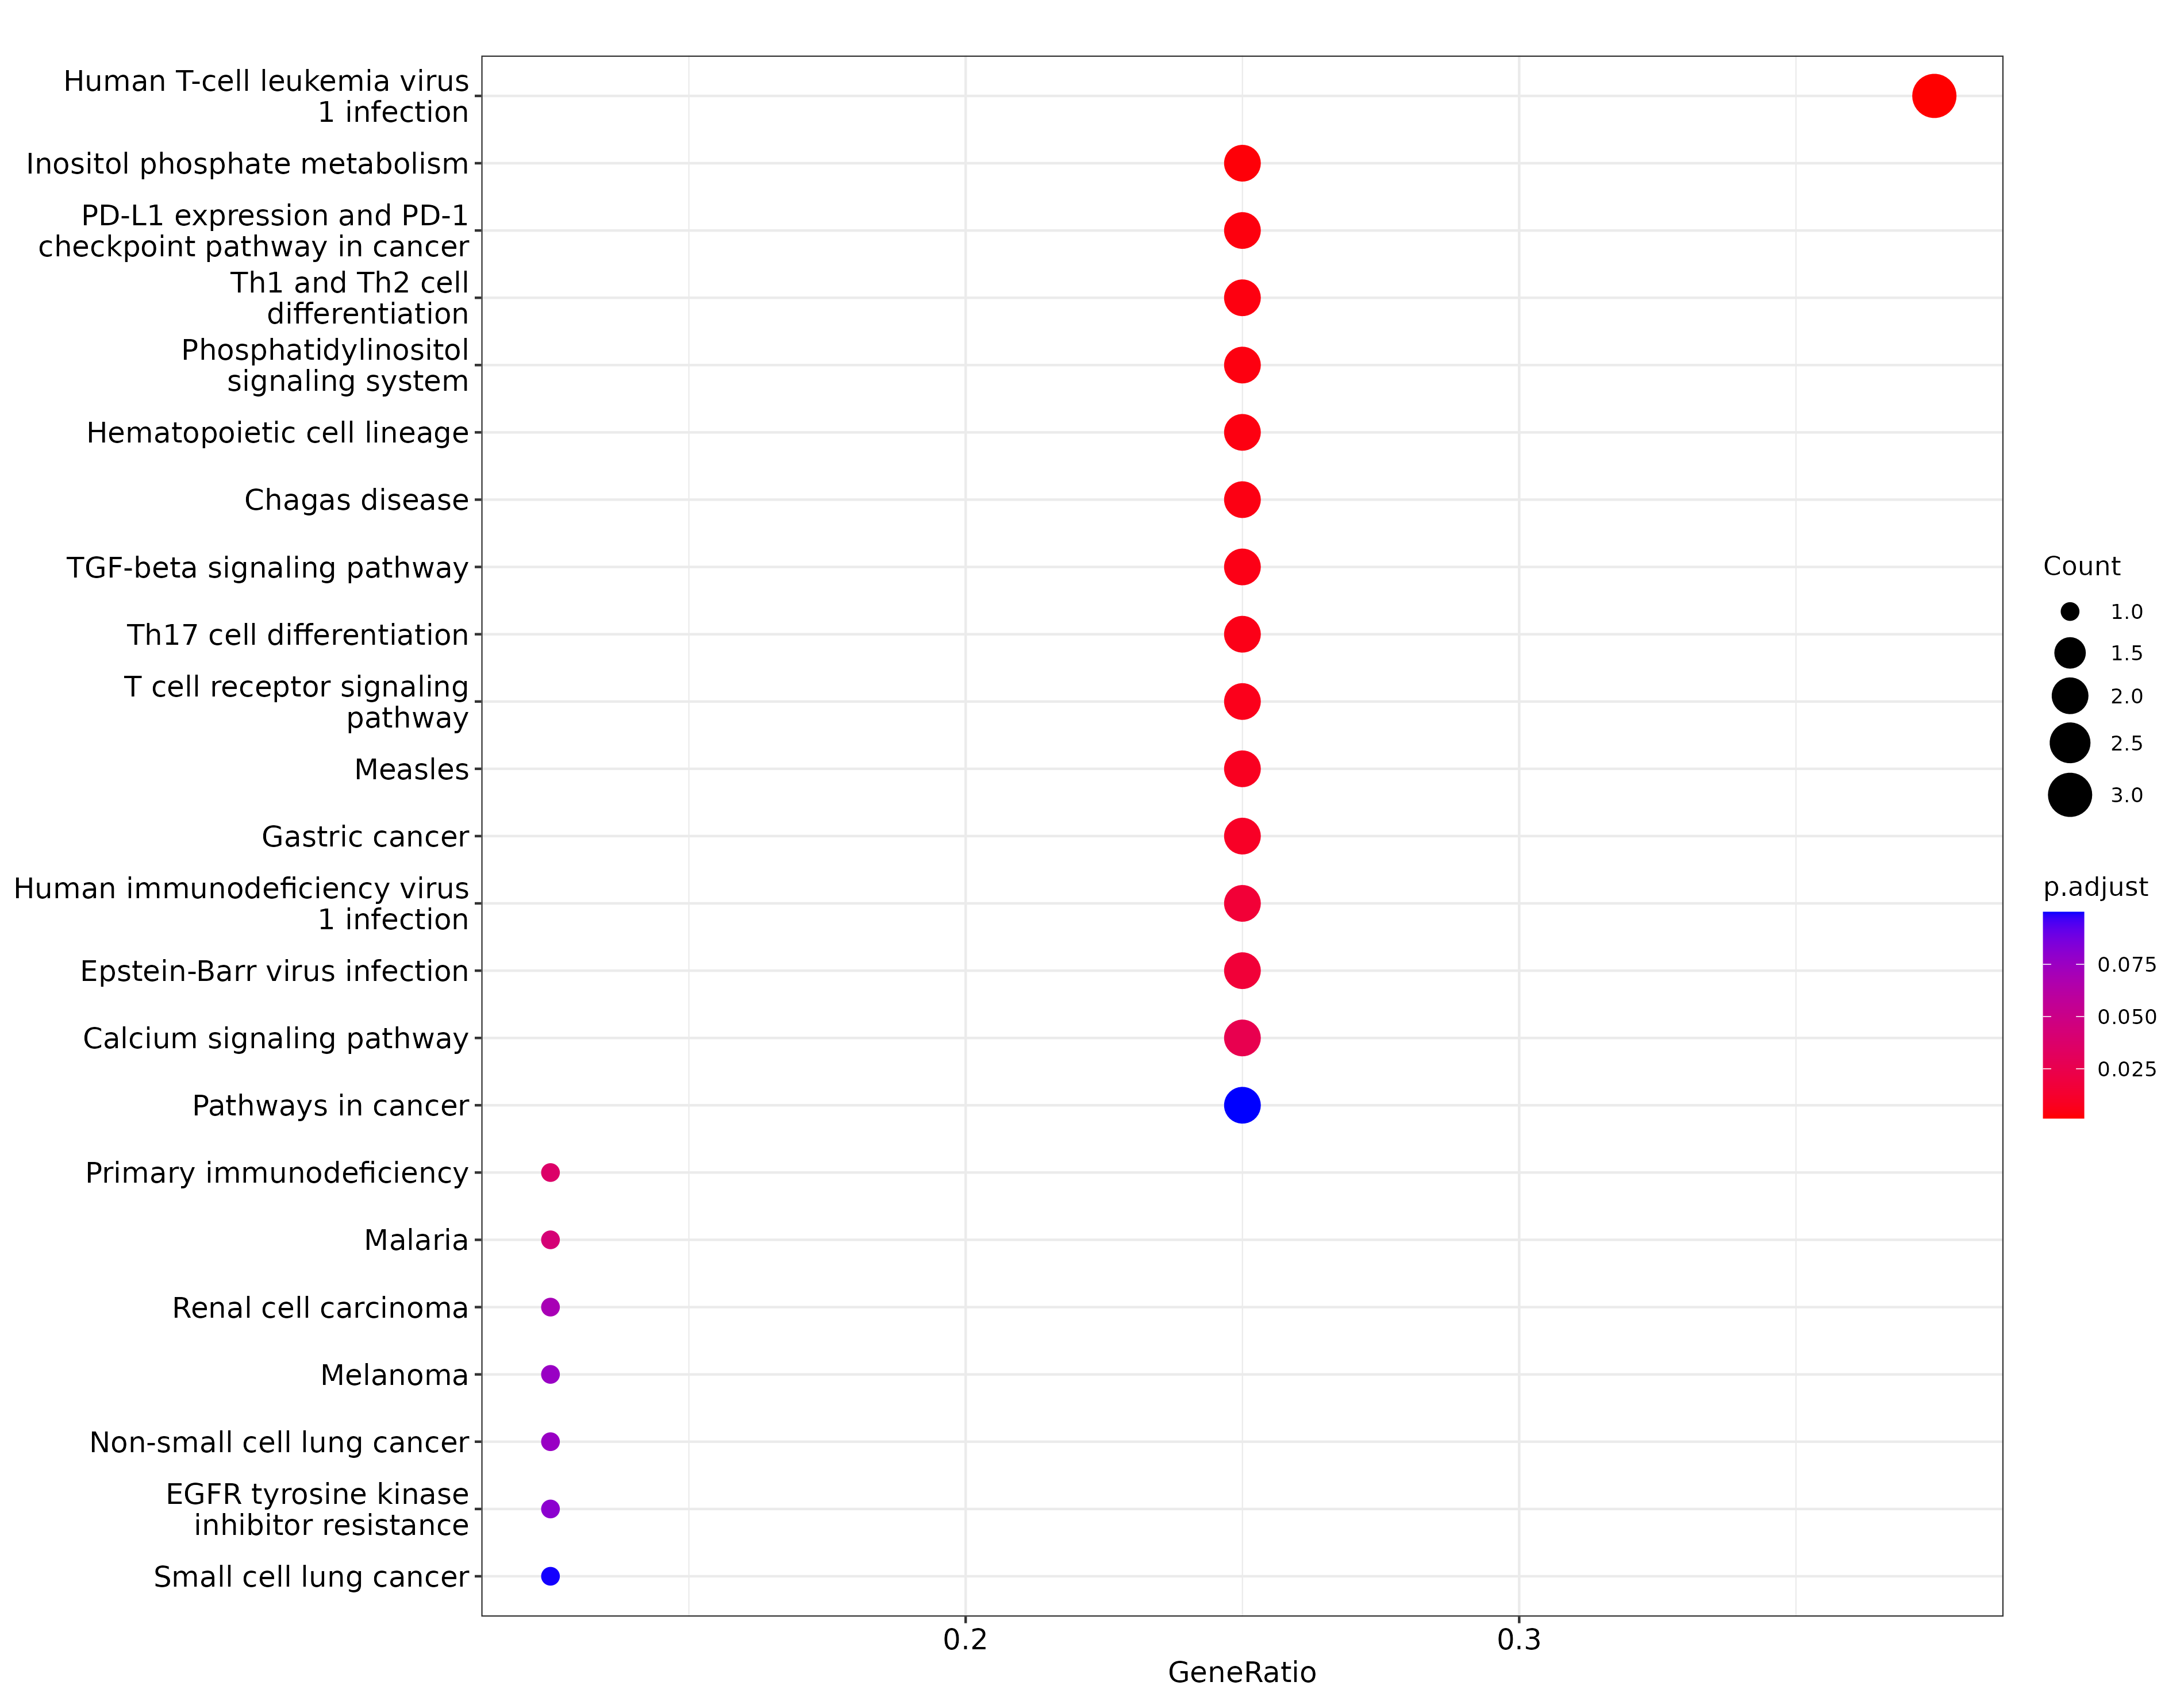 Human T-cell leukemia virus
1 infection
Inositol phosphate metabolism
PD-L1 expression and PD-1
checkpoint pathway in cancer
Th1 and Th2 cell
differentiation
Phosphatidylinositol
signaling system
Hematopoietic cell lineage
Chagas disease
TGF-beta signaling pathway
Th17 cell differentiation
T cell receptor signaling
pathway
Measles
Gastric cancer
Human immunodeficiency virus
1 infection
Epstein-Barr virus infection
Calcium signaling pathway
Pathways in cancer
Primary immunodeficiency
Malaria
Renal cell carcinoma
Melanoma
Non-small cell lung cancer
EGFR tyrosine kinase
inhibitor resistance
Small cell lung cancer
0.2
0.3
GeneRatio
Count
1.0
1.5
2.0
2.5
3.0
p.adjust
0.075
0.050
0.025